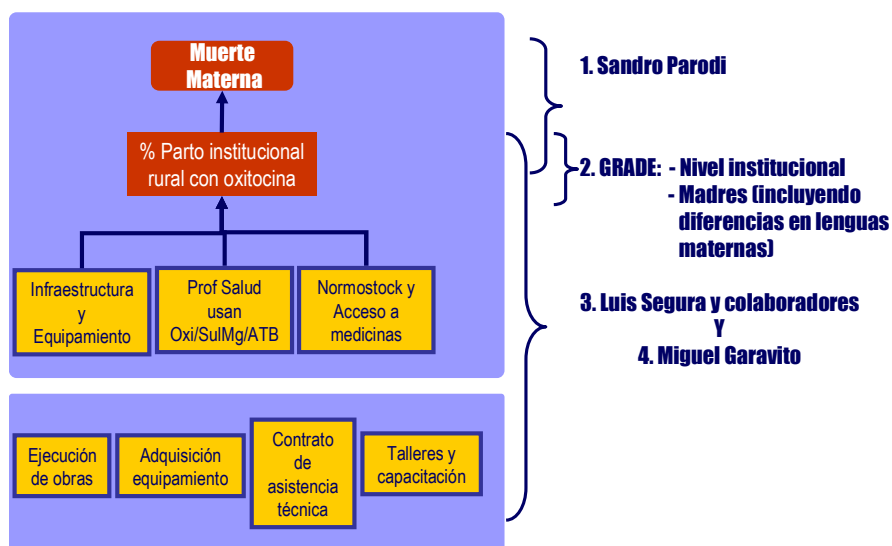 Muerte
Materna
% Parto institucional
rural con oxitocina
Infraestructura
y
Equipamiento
Prof Salud
usan
Oxi/SulMg/ATB
Normostock y
Acceso a
medicinas
Ejecución
de obras
Adquisición
equipamiento
Contrato
de
asistencia
técnica
Talleres y
capacitación
1. Sandro Parodi
2. GRADE: - Nivel institucional
- Madres (incluyendo
diferencias en lenguas
maternas)
3. Luis Segura y colaboradores
Y
4. Miguel Garavito